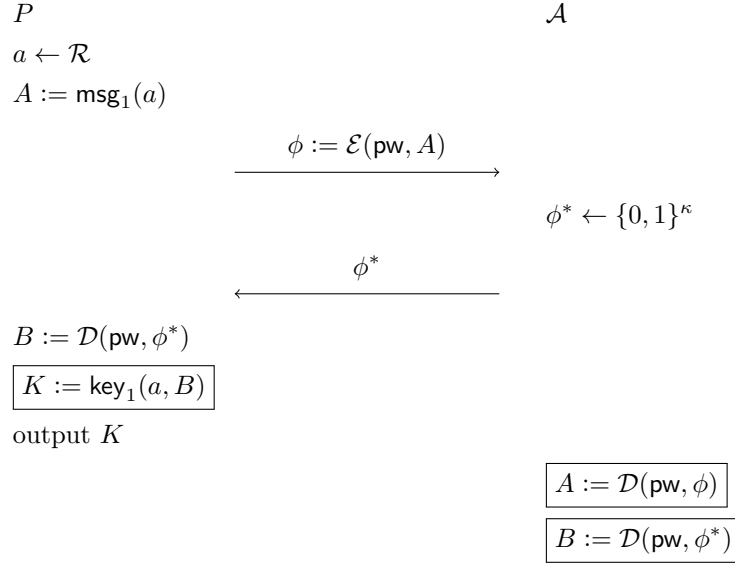 P 𝒜
a ← ℛ
A := msg₁(a)
ϕ := ℰ(pw, A)
ϕ* ← {0, 1}^κ
ϕ*
B := 𝒟(pw, ϕ*)
K := key₁(a, B)
output K
A := 𝒟(pw, ϕ)
B := 𝒟(pw, ϕ*)